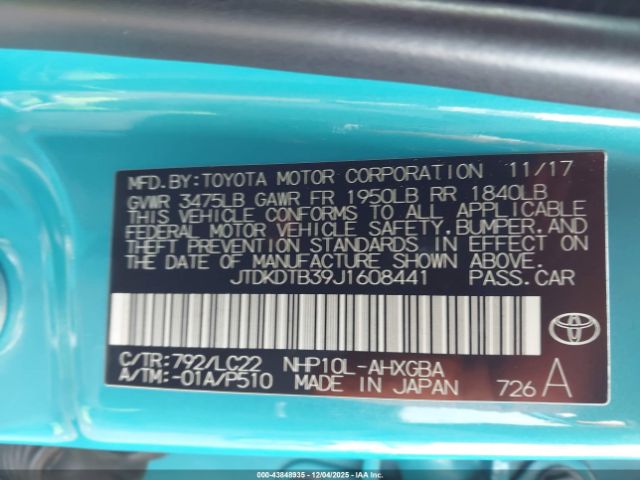 MFD.BY:TOYOTA MOTOR CORPORATION 11/17
GVWR 3475LB GAWR FR 1950LB RR 1840LB
THIS VEHICLE CONFORMS TO ALL APPLICABLE
FEDERAL MOTOR VEHICLE SAFETY,BUMPER,AND
THEFT PREVENTION STANDARDS IN EFFECT ON
THE DATE OF MANUFACTURE SHOWN ABOVE.
JTDKDTB39J1608441 PASS.CAR
C/TR:792/LC22 NHP10L-AHXGBA
A/TM:-01A/P510 MADE IN JAPAN 726 A
000-43848935 - 12/04/2025 - IAAI.COM